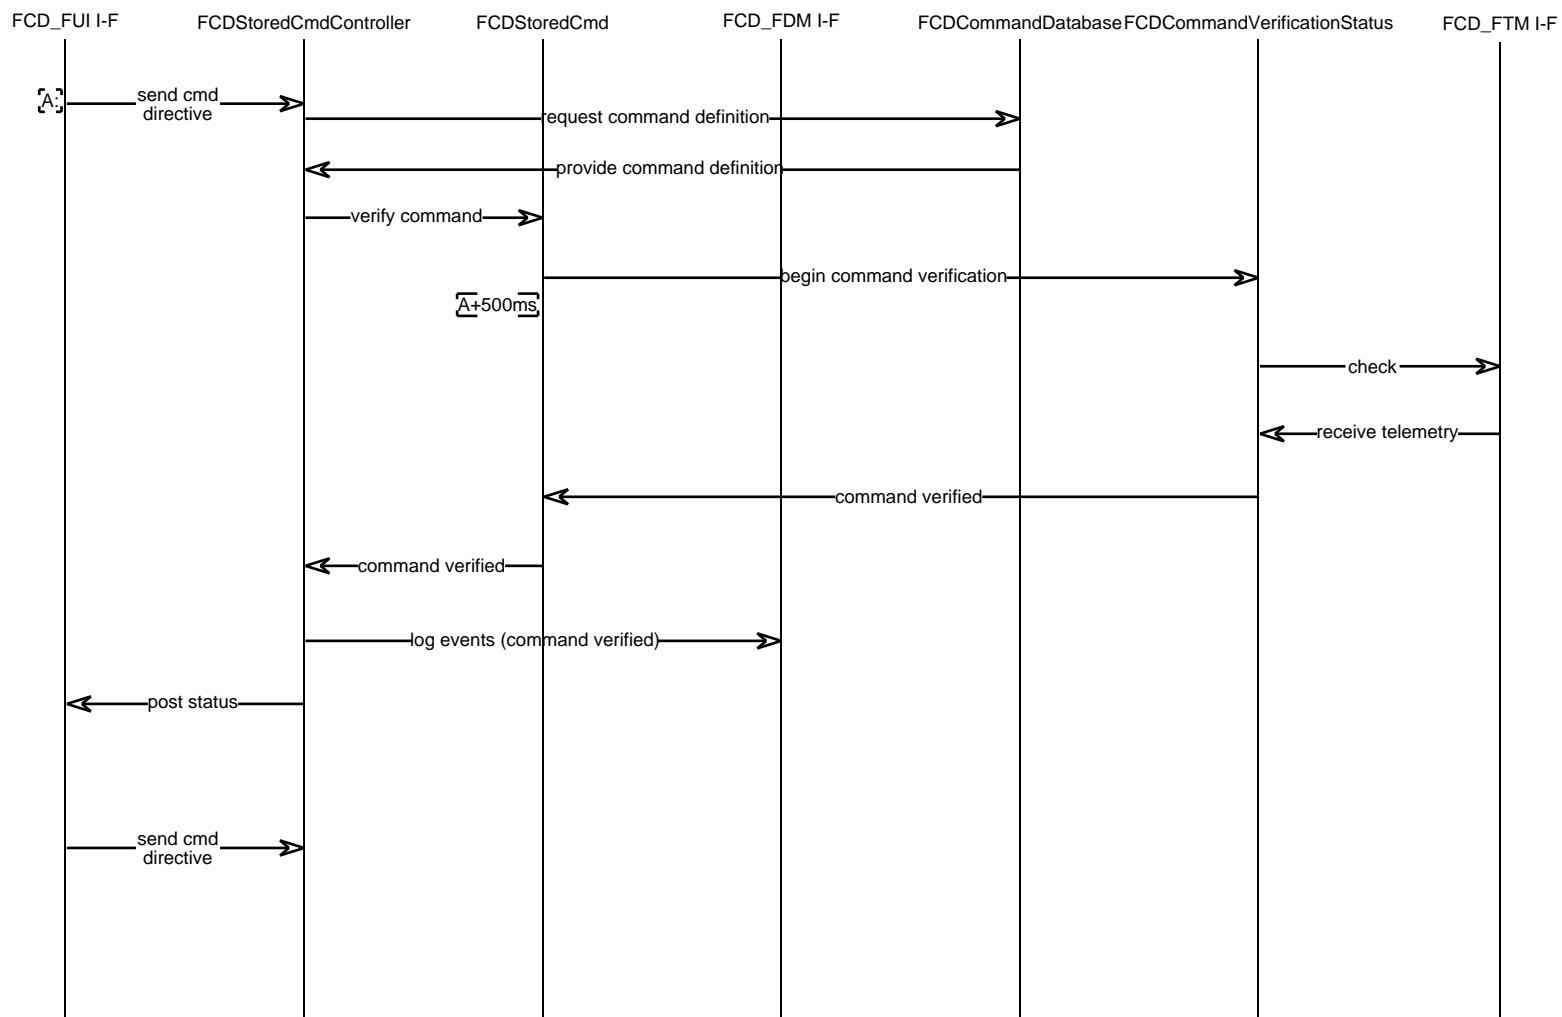 FCD_FUI I-F
FCDStoredCmdController
FCDStoredCmd
FCD_FDM I-F
FCDCommandDatabase
FCDCommandVerificationStatus
FCD_FTM I-F
A:
send cmd
directive
request command definition
provide command definition
verify command
begin command verification
A+500ms
check
receive telemetry
command verified
command verified
log events (command verified)
post status
send cmd
directive